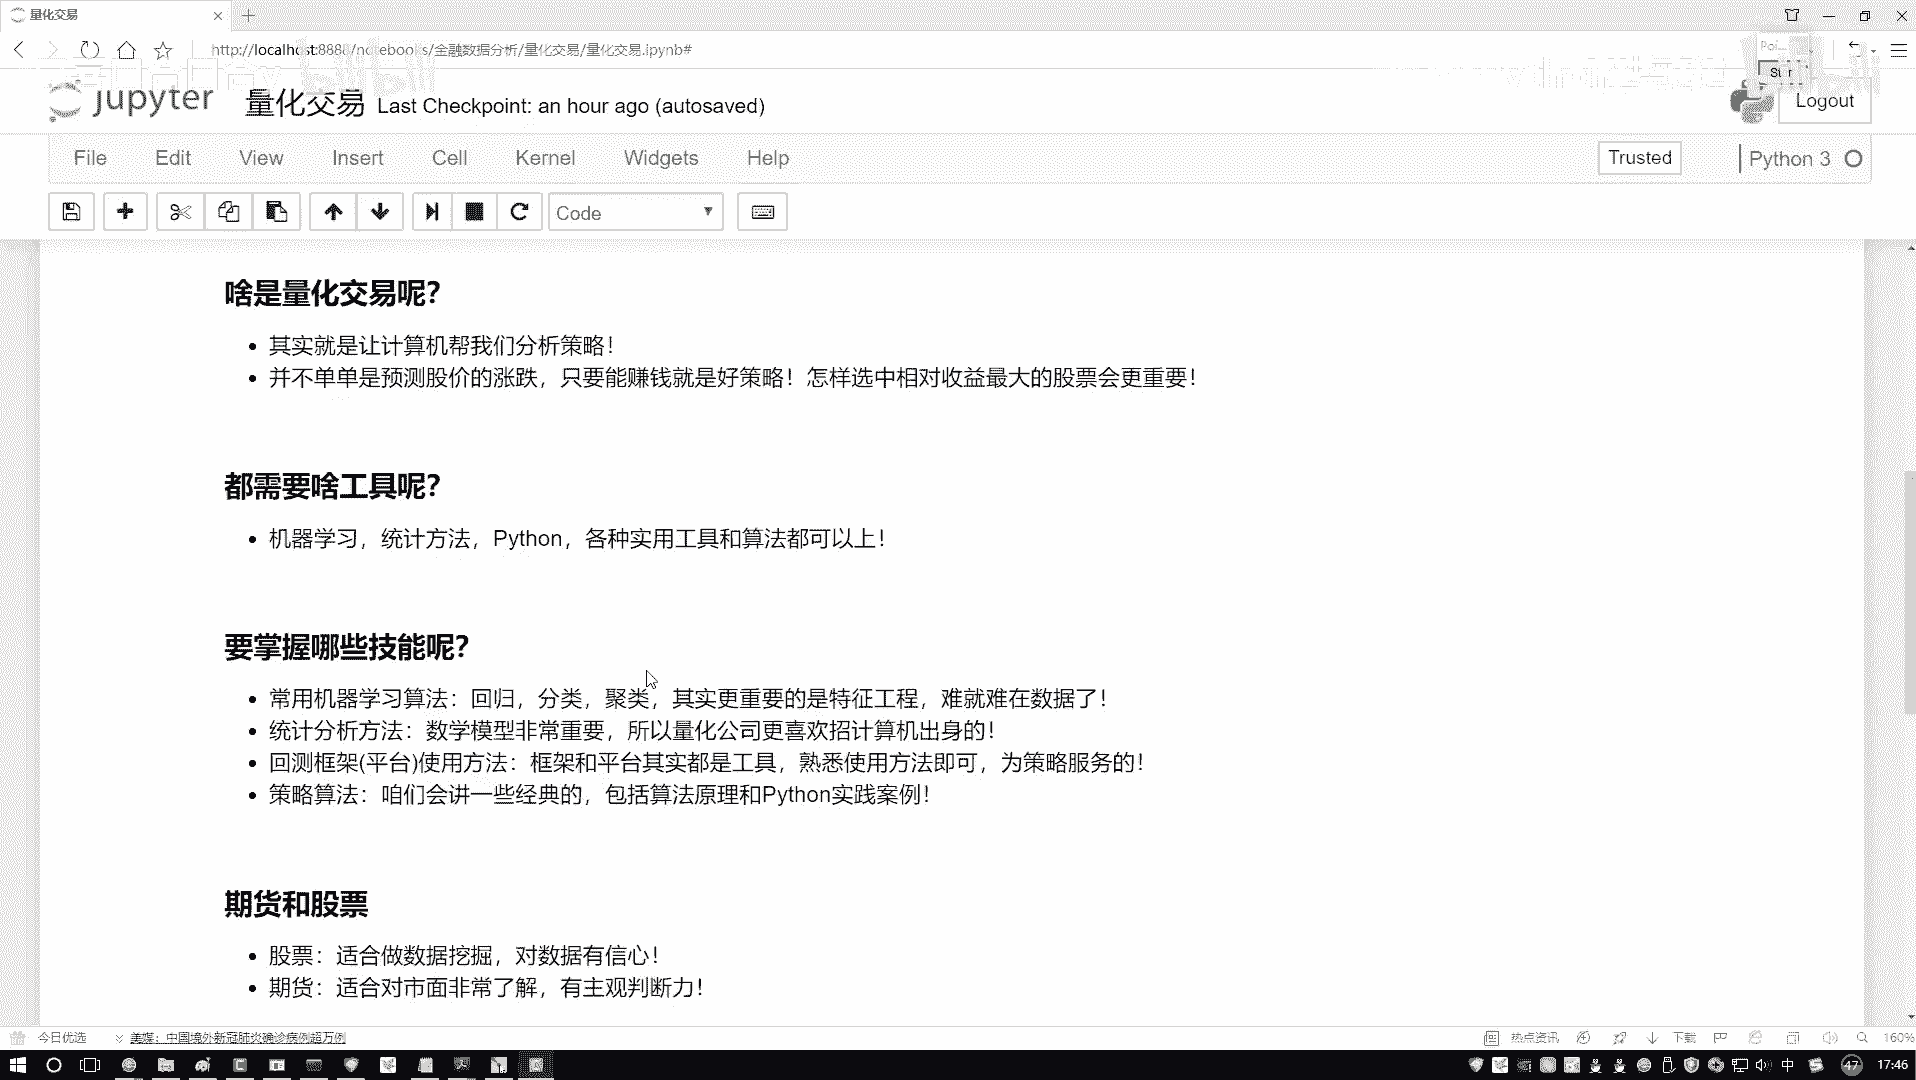 量化交易
http://localhost:8888/notebooks/金融数据分析/量化交易/量化交易.ipynb#
jupyter 量化交易 Last Checkpoint: an hour ago (autosaved)
Logout
File Edit View Insert Cell Kernel Widgets Help
Trusted Python 3
Code
啥是量化交易呢？
其实就是让计算机帮我们分析策略！
并不单单是预测股价的涨跌，只要能赚钱就是好策略！怎样选中相对收益最大的股票会更重要！
都需要啥工具呢？
机器学习，统计方法，Python，各种实用工具和算法都可以上！
要掌握哪些技能呢？
常用机器学习算法：回归，分类，聚类，其实更重要的是特征工程，难就难在数据了！
统计分析方法：数学模型非常重要，所以量化公司更喜欢招计算机出身的！
回测框架(平台)使用方法：框架和平台其实都是工具，熟悉使用方法即可，为策略服务的！
策略算法：咱们会讲一些经典的，包括算法原理和Python实践案例！
期货和股票
股票：适合做数据挖掘，对数据有信心！
期货：适合对市面非常了解，有主观判断力！
今日优选 美媒：中国境外新冠肺炎确诊病例超万例
热点资讯 下载 160%
中 47 17:46